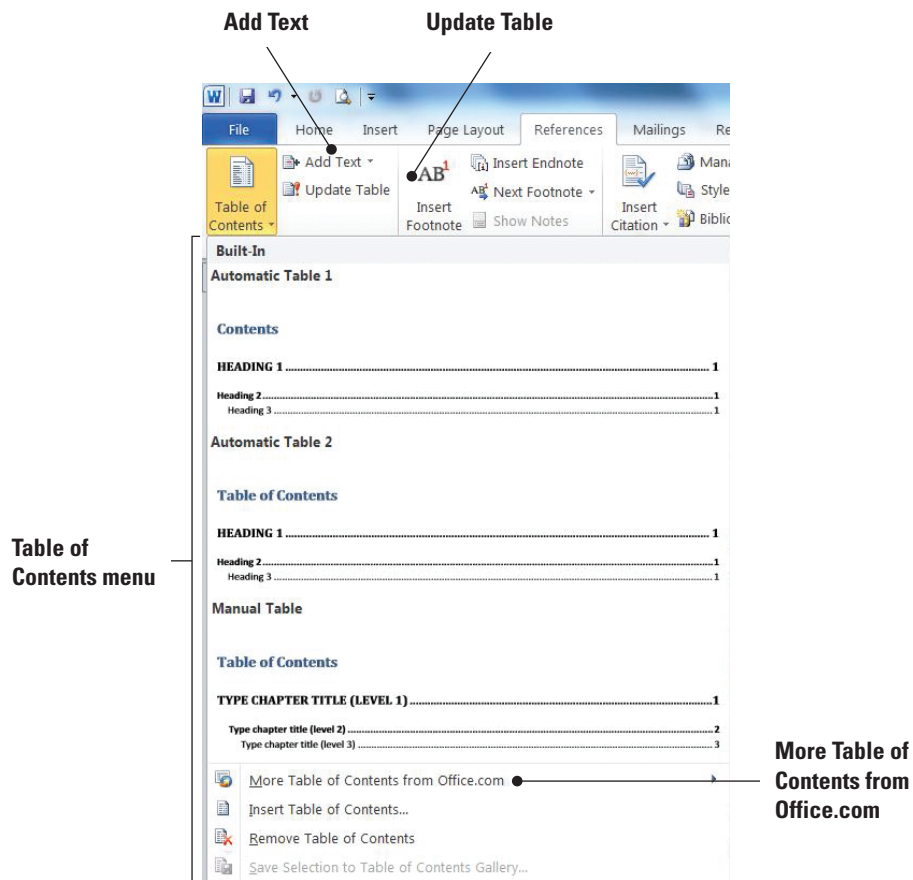 Add Text
Update Table
W
File Home Insert Page Layout References Mailings Re
Table of Contents
Add Text
Update Table
AB1
Insert Footnote
Insert Endnote
AB1 Next Footnote
Show Notes
Insert Citation
Mana
Style
Biblio
Built-In
Automatic Table 1
Contents
HEADING 1 1
Heading 2 1
Heading 3 1
Automatic Table 2
Table of Contents
HEADING 1 1
Heading 2 1
Heading 3 1
Manual Table
Table of Contents
TYPE CHAPTER TITLE (LEVEL 1) 1
Type chapter title (level 2) 2
Type chapter title (level 3) 3
More Table of Contents from Office.com
Insert Table of Contents...
Remove Table of Contents
Save Selection to Table of Contents Gallery...
Table of
Contents menu
More Table of
Contents from
Office.com